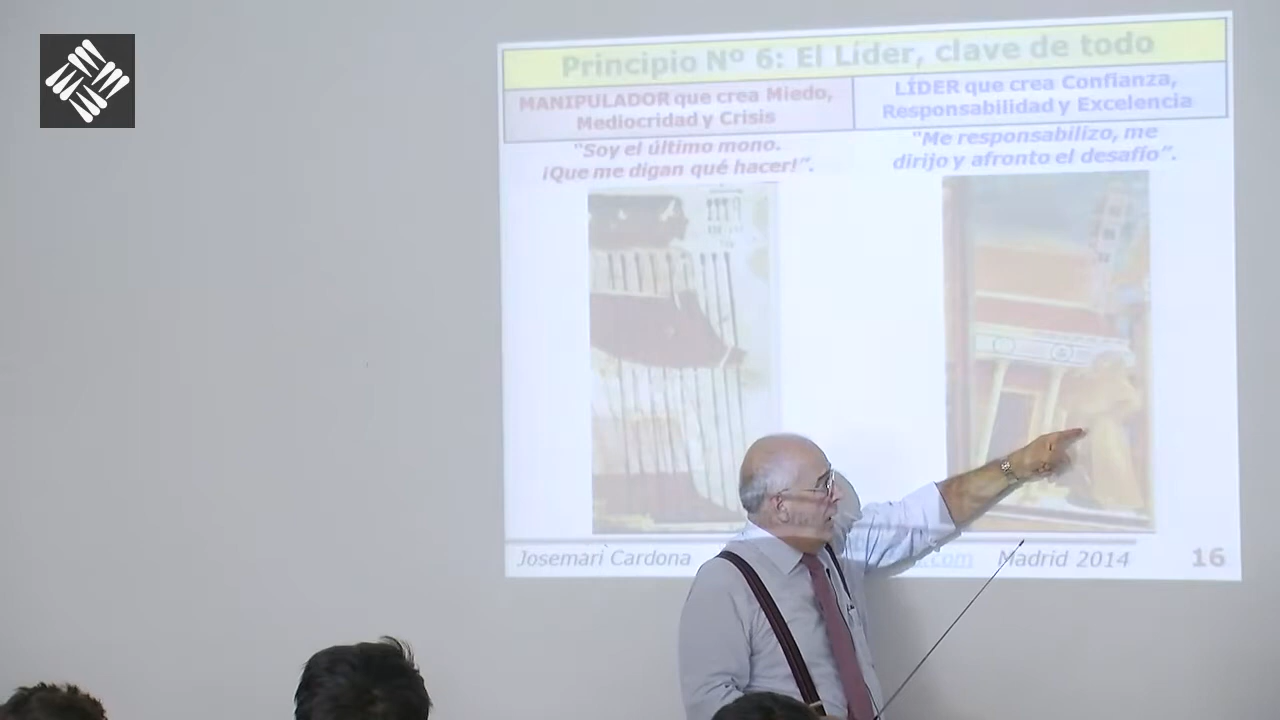 Principio Nº 6: El Líder, clave de todo
MANIPULADOR que crea Miedo,
Mediocridad y Crisis
LÍDER que crea Confianza,
Responsabilidad y Excelencia
"Soy el último mono.
¡Que me digan qué hacer!".
"Me responsabilizo, me
dirijo y afronto el desafío".
Josemari Cardona
.com
Madrid 2014
16